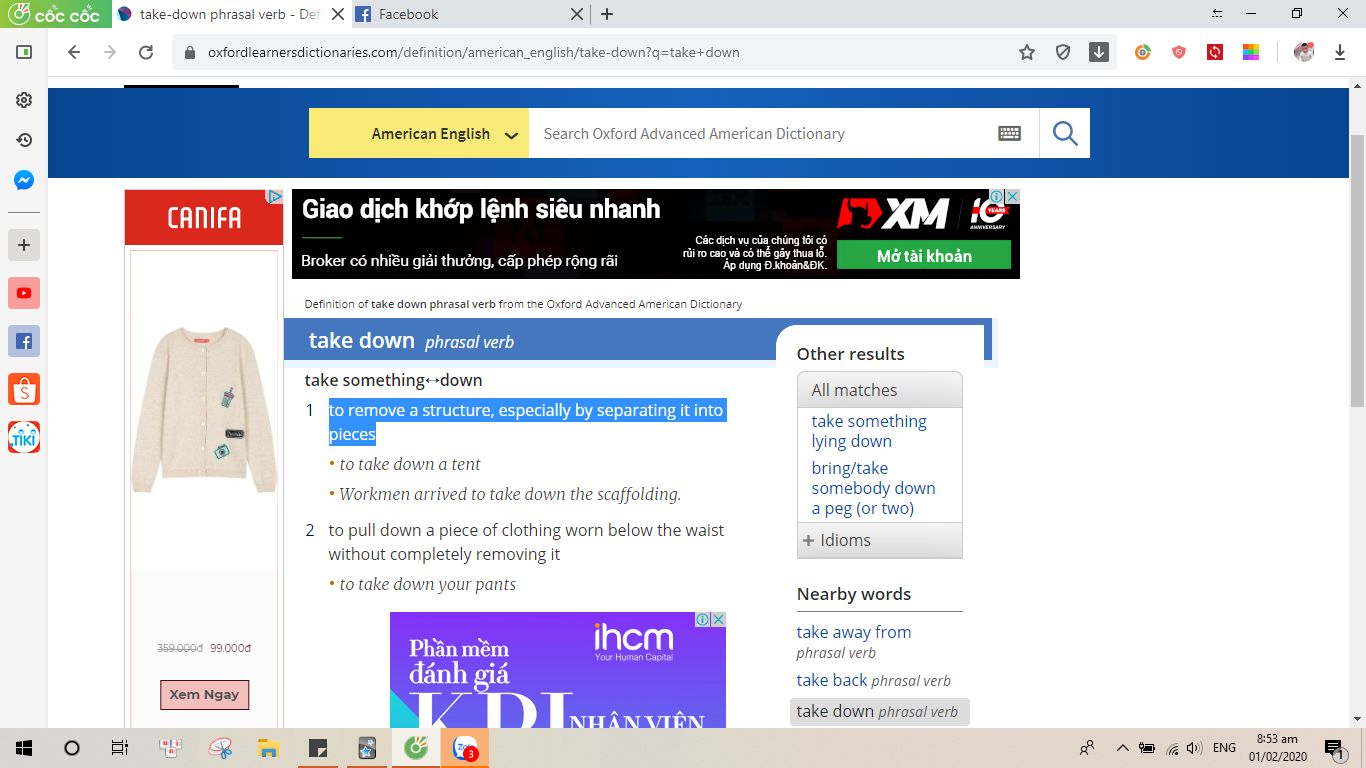 cốc cốc
take-down phrasal verb - Def
Facebook
oxfordlearnersdictionaries.com/definition/american_english/take-down?q=take+down
American English
Search Oxford Advanced American Dictionary
CANIFA
359.000đ 99.000đ
Xem Ngay
Giao dịch khớp lệnh siêu nhanh
Broker có nhiều giải thưởng, cấp phép rộng rãi
Các dịch vụ của chúng tôi có
rủi ro cao và có thể gây thua lỗ.
Áp dụng Đ.khoản&ĐK.
XM
10
YEARS
ANNIVERSARY
Mở tài khoản
Definition of take down phrasal verb from the Oxford Advanced American Dictionary
take down phrasal verb
take something↔down
1 to remove a structure, especially by separating it into
pieces
• to take down a tent
• Workmen arrived to take down the scaffolding.
2 to pull down a piece of clothing worn below the waist
without completely removing it
• to take down your pants
Phần mềm
đánh giá
KPI NHÂN VIÊN
ihcm
Your Human Capital
Other results
All matches
take something
lying down
bring/take
somebody down
a peg (or two)
+ Idioms
Nearby words
take away from
phrasal verb
take back phrasal verb
take down phrasal verb
TIKI
3
ENG
8:53 am
01/02/2020
1